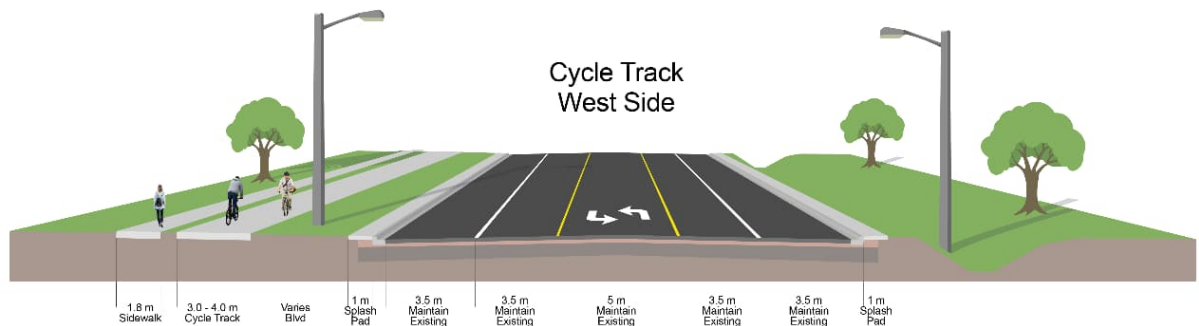 Cycle Track
West Side
1.8 m
Sidewalk
3.0 - 4.0 m
Cycle Track
Varies
Blvd
1 m
Splash
Pad
3.5 m
Maintain
Existing
3.5 m
Maintain
Existing
5 m
Maintain
Existing
3.5 m
Maintain
Existing
3.5 m
Maintain
Existing
1 m
Splash
Pad